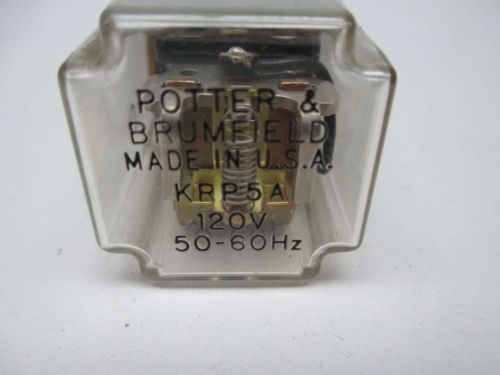 POTTER &
BRUMFIELD
MADE IN U.S.A.
KRP5A
120V
50-60Hz